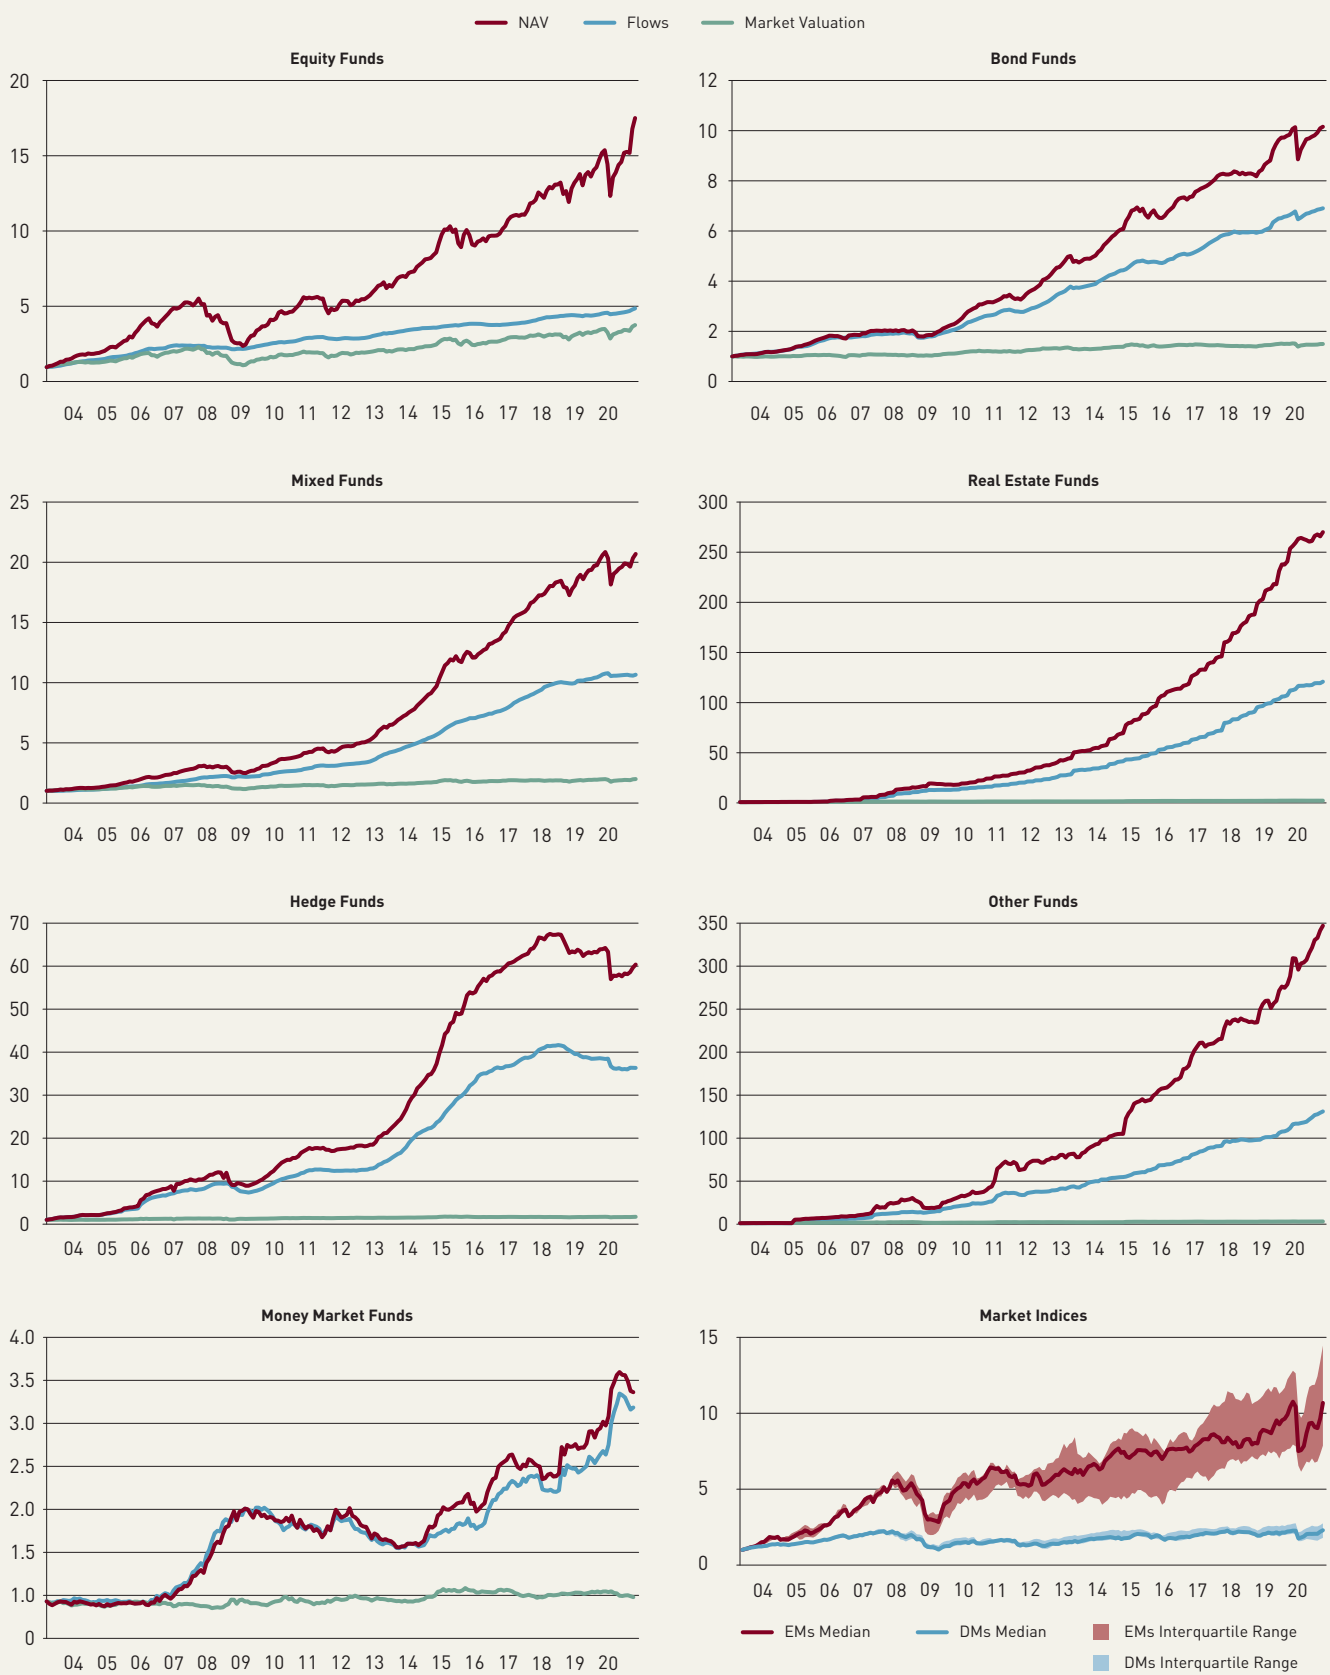 NAV Flows Market Valuation
Equity Funds
20
15
10
5
0
04 05 06 07 08 09 10 11 12 13 14 15 16 17 18 19 20
Bond Funds
12
10
8
6
4
2
0
04 05 06 07 08 09 10 11 12 13 14 15 16 17 18 19 20
Mixed Funds
25
20
15
10
5
0
04 05 06 07 08 09 10 11 12 13 14 15 16 17 18 19 20
Real Estate Funds
300
250
200
150
100
50
0
04 05 06 07 08 09 10 11 12 13 14 15 16 17 18 19 20
Hedge Funds
70
60
50
40
30
20
10
0
04 05 06 07 08 09 10 11 12 13 14 15 16 17 18 19 20
Other Funds
350
300
250
200
150
100
50
0
04 05 06 07 08 09 10 11 12 13 14 15 16 17 18 19 20
Money Market Funds
4.0
3.5
3.0
2.5
2.0
1.5
1.0
0
04 05 06 07 08 09 10 11 12 13 14 15 16 17 18 19 20
Market Indices
15
10
5
0
04 05 06 07 08 09 10 11 12 13 14 15 16 17 18 19 20
EMs Median DMs Median EMs Interquartile Range
DMs Interquartile Range